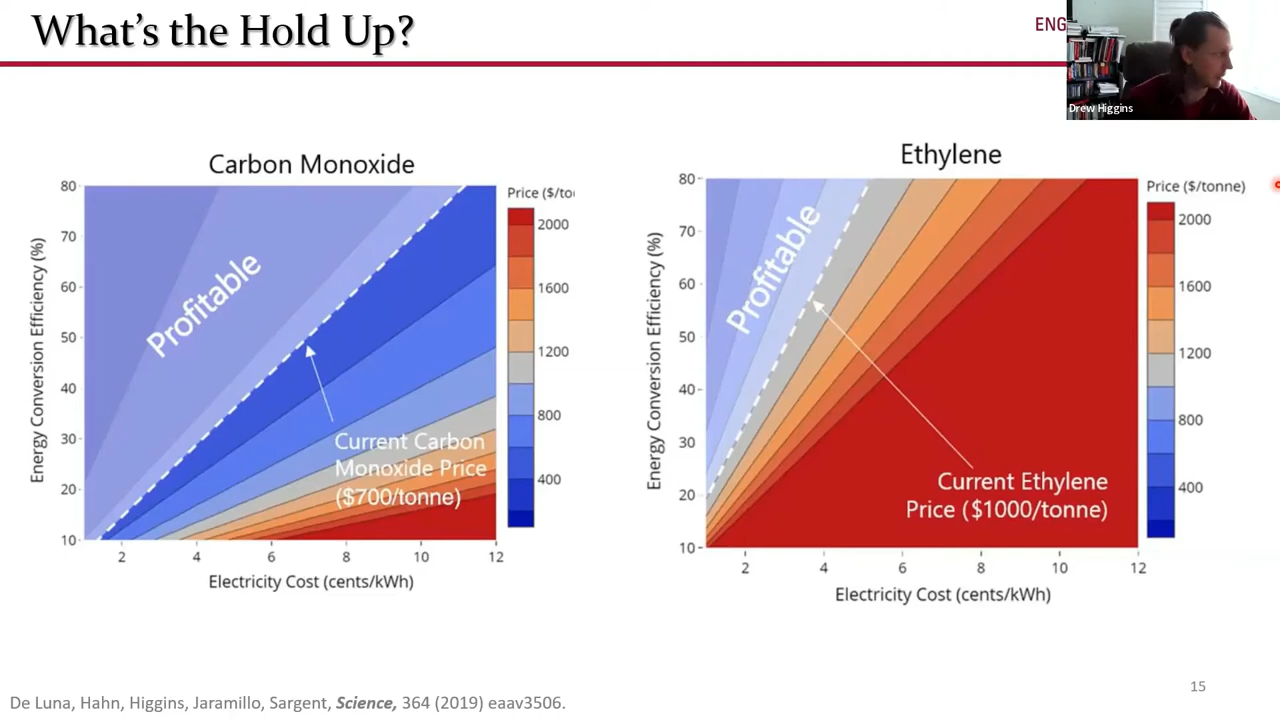 What's the Hold Up?
ENG
Drew Higgins
Carbon Monoxide
Price ($/to
80
70
60
50
40
30
20
10
Energy Conversion Efficiency (%)
Profitable
Current Carbon
Monoxide Price
($700/tonne)
2000
1600
1200
800
400
2
4
6
8
10
12
Electricity Cost (cents/kWh)
Ethylene
Price ($/tonne)
80
70
60
50
40
30
20
10
Energy Conversion Efficiency (%)
Profitable
Current Ethylene
Price ($1000/tonne)
2000
1600
1200
800
400
2
4
6
8
10
12
Electricity Cost (cents/kWh)
De Luna, Hahn, Higgins, Jaramillo, Sargent, Science, 364 (2019) eaav3506.
15